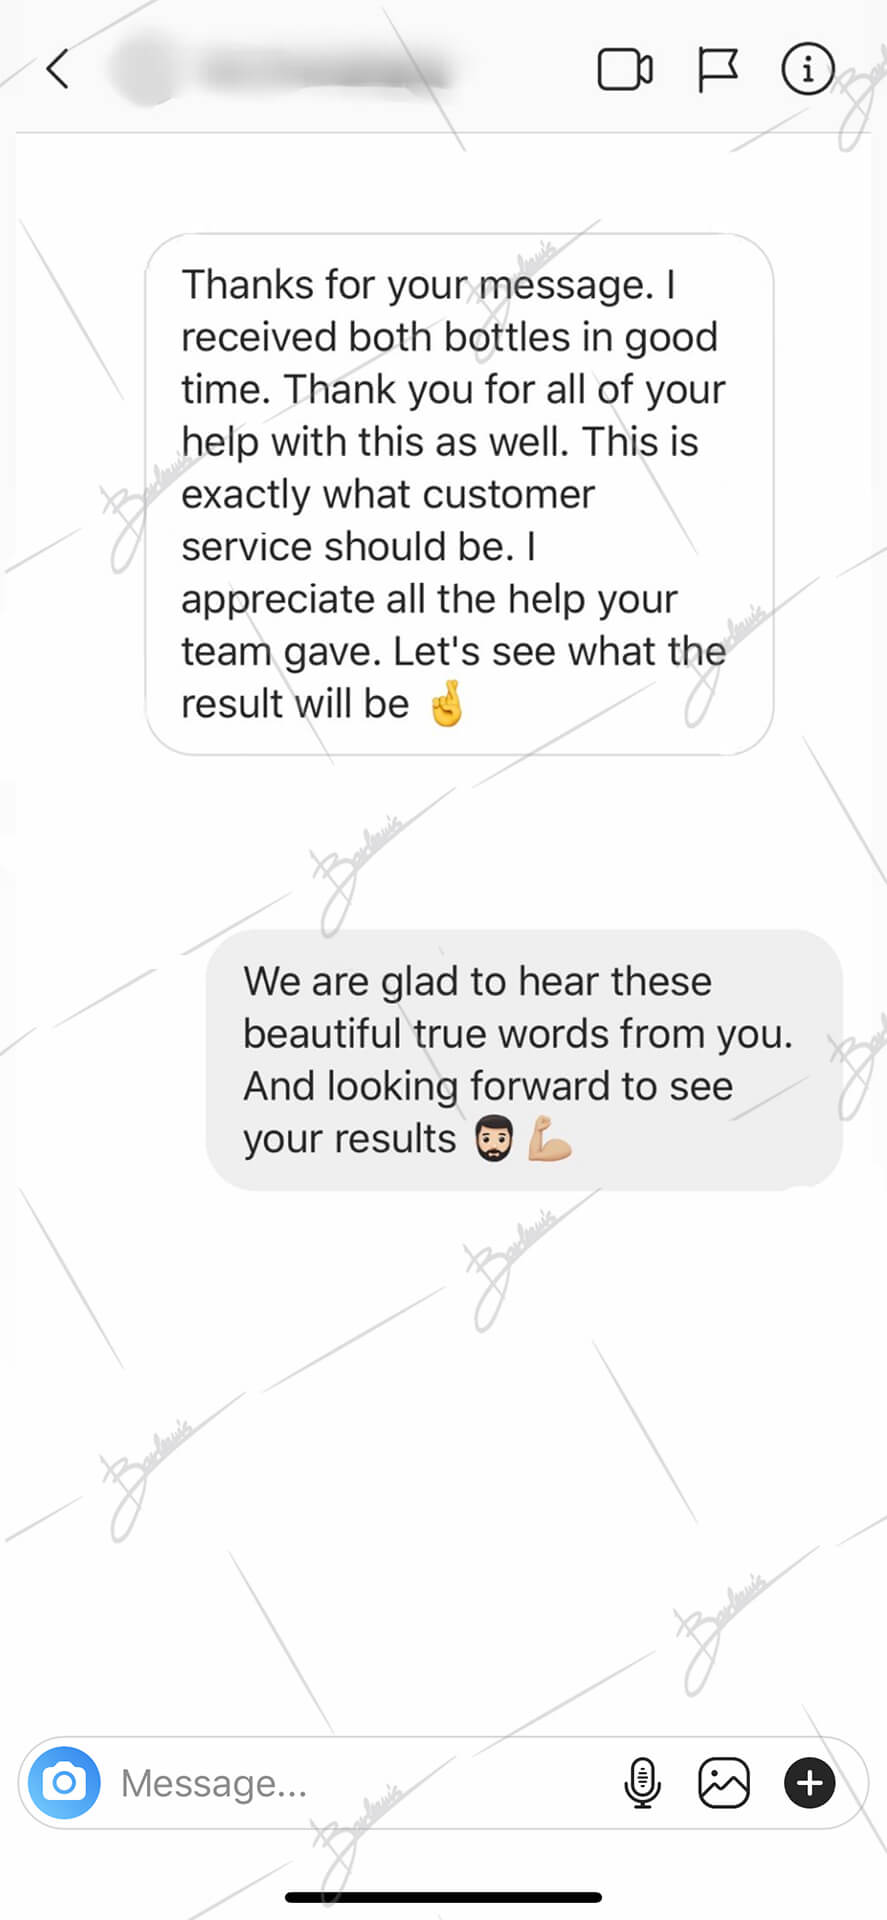 Thanks for your message. I
received both bottles in good
time. Thank you for all of your
help with this as well. This is
exactly what customer
service should be. I
appreciate all the help your
team gave. Let's see what the
result will be 🤞
We are glad to hear these
beautiful true words from you.
And looking forward to see
your results 🧔🏻💪🏼
Message...